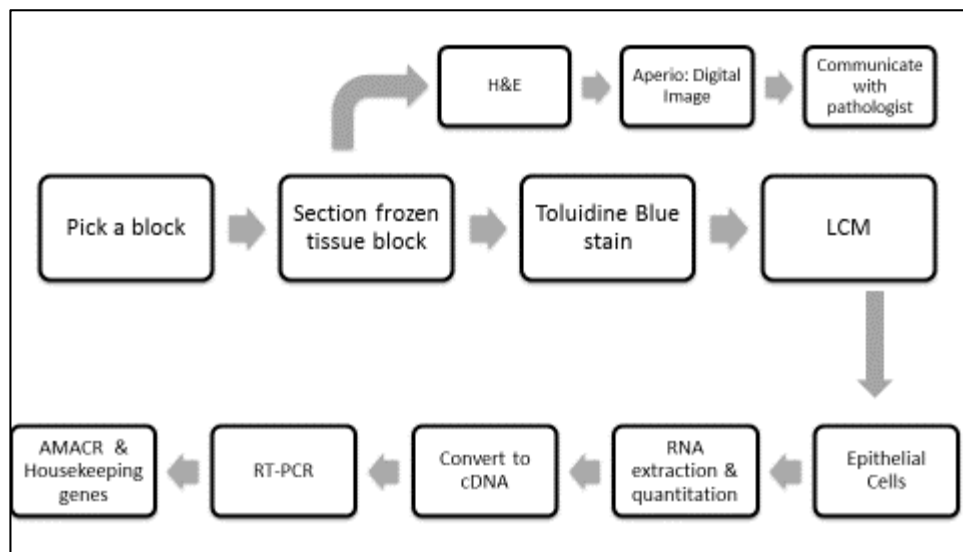 H&E
Aperio: Digital
Image
Communicate
with
pathologist
Pick a block
Section frozen
tissue block
Toluidine Blue
stain
LCM
AMACR &
Housekeeping
genes
RT-PCR
Convert to
cDNA
RNA
extraction &
quantitation
Epithelial
Cells